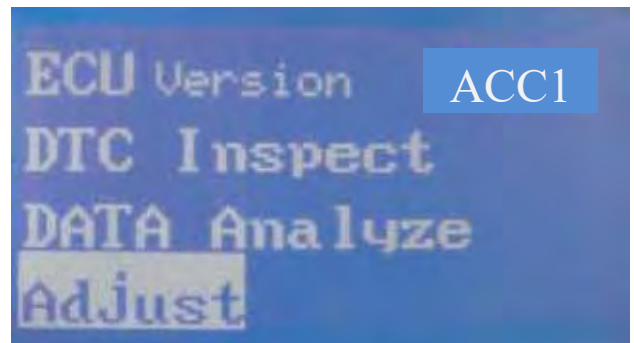 ECU Version
ACC1
DTC Inspect
DATA Analyze
Adjust